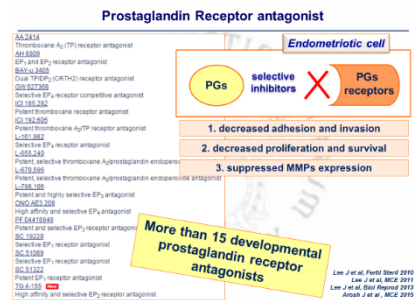 Prostaglandin Receptor antagonist
AA 2414
Thromboxane A2 (TP) receptor antagonist
AH 6809
EP1 and EP2 receptor antagonist
BAY-u 3405
Dual TP/DP2 (CRTH2) receptor antagonist
GW 627368
Selective EP4 receptor competitive antagonist
ICI 185,282
Potent thromboxane receptor antagonist
ICI 192,605
Potent thromboxane A2/TP receptor antagonist
L-161,982
Selective EP4 receptor antagonist
L-655,240
Potent, selective thromboxane A2/prostaglandin endoperoxide
L-670,596
Potent, selective thromboxane A2/prostaglandin endoperoxide antagonist
L-798,106
Potent and highly selective EP3 antagonist
ONO AE3 208
High affinity and selective EP4 antagonist
PF 04418948
Potent and selective EP2 receptor antagonist
SC 19220
Selective EP1 receptor antagonist
SC 51089
Selective EP1 receptor antagonist
SC 51322
Potent EP1 receptor antagonist
TG 4-155 New
High affinity and selective EP2 receptor antagonist
Endometriotic cell
PGs
selective
inhibitors
PGs
receptors
1. decreased adhesion and invasion
2. decreased proliferation and survival
3. suppressed MMPs expression
More than 15 developmental
prostaglandin receptor
antagonists
Lee J et al, Fertil Steril 2010
Lee J et al, MCE 2011
Lee J et al, Biol Reprod 2013
Arosh J et al., MCE 2015